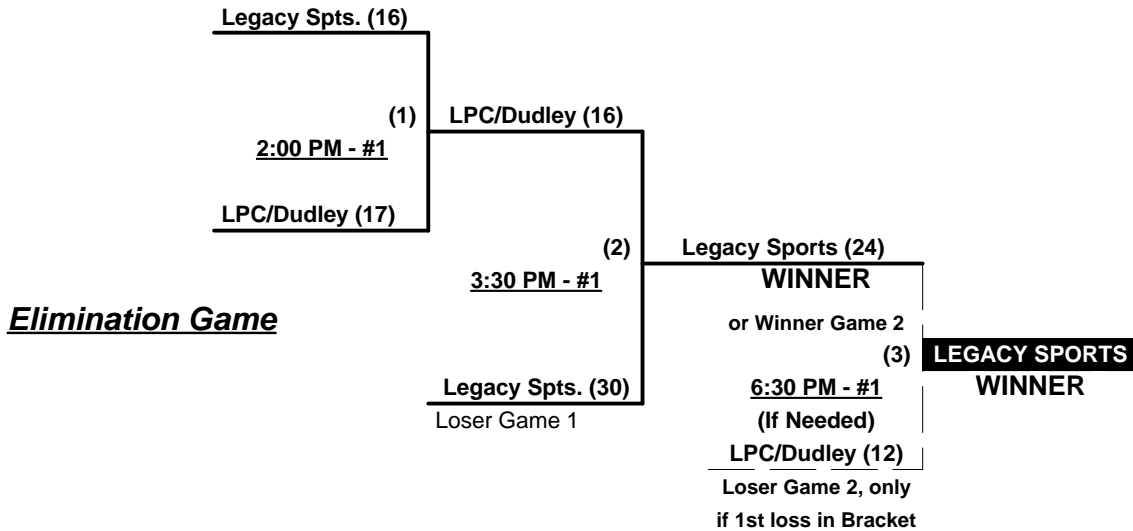 Legacy Spts. (16)
(1)
LPC/Dudley (16)
2:00 PM - #1
LPC/Dudley (17)
(2)
Legacy Sports (24)
3:30 PM - #1
WINNER
Elimination Game
or Winner Game 2
(3)
LEGACY SPORTS
Legacy Spts. (30)
6:30 PM - #1
WINNER
Loser Game 1
(If Needed)
LPC/Dudley (12)
Loser Game 2, only
if 1st loss in Bracket